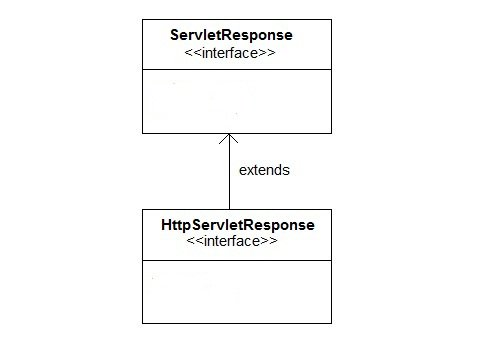 ServletResponse
<<interface>>
extends
HttpServletResponse
<<interface>>